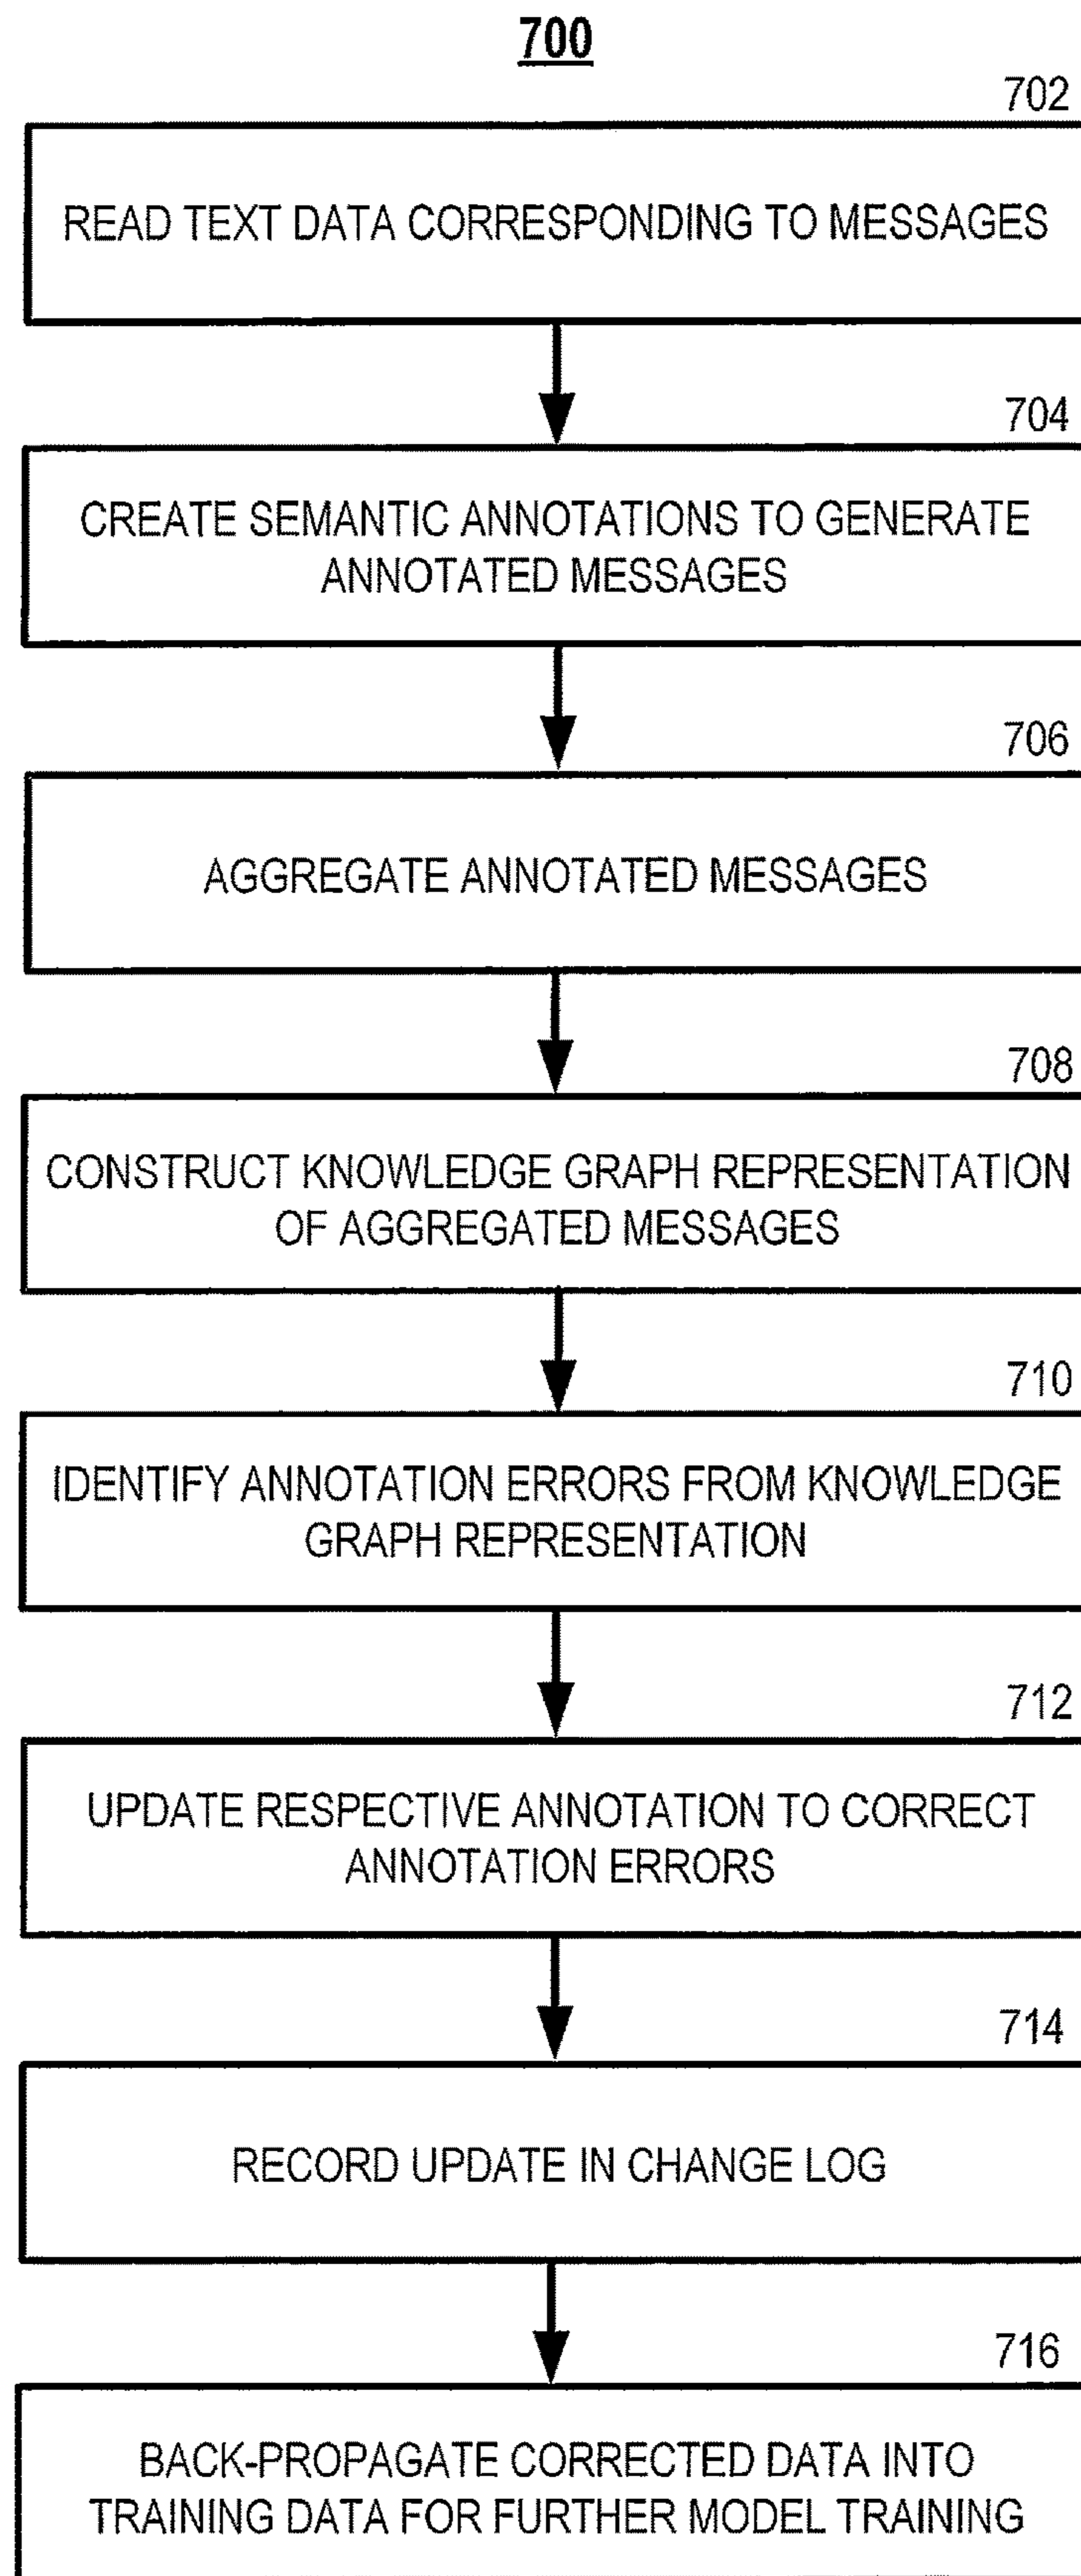 700
702
READ TEXT DATA CORRESPONDING TO MESSAGES
704
CREATE SEMANTIC ANNOTATIONS TO GENERATE
ANNOTATED MESSAGES
706
AGGREGATE ANNOTATED MESSAGES
708
CONSTRUCT KNOWLEDGE GRAPH REPRESENTATION
OF AGGREGATED MESSAGES
710
IDENTIFY ANNOTATION ERRORS FROM KNOWLEDGE
GRAPH REPRESENTATION
712
UPDATE RESPECTIVE ANNOTATION TO CORRECT
ANNOTATION ERRORS
714
RECORD UPDATE IN CHANGE LOG
716
BACK-PROPAGATE CORRECTED DATA INTO
TRAINING DATA FOR FURTHER MODEL TRAINING